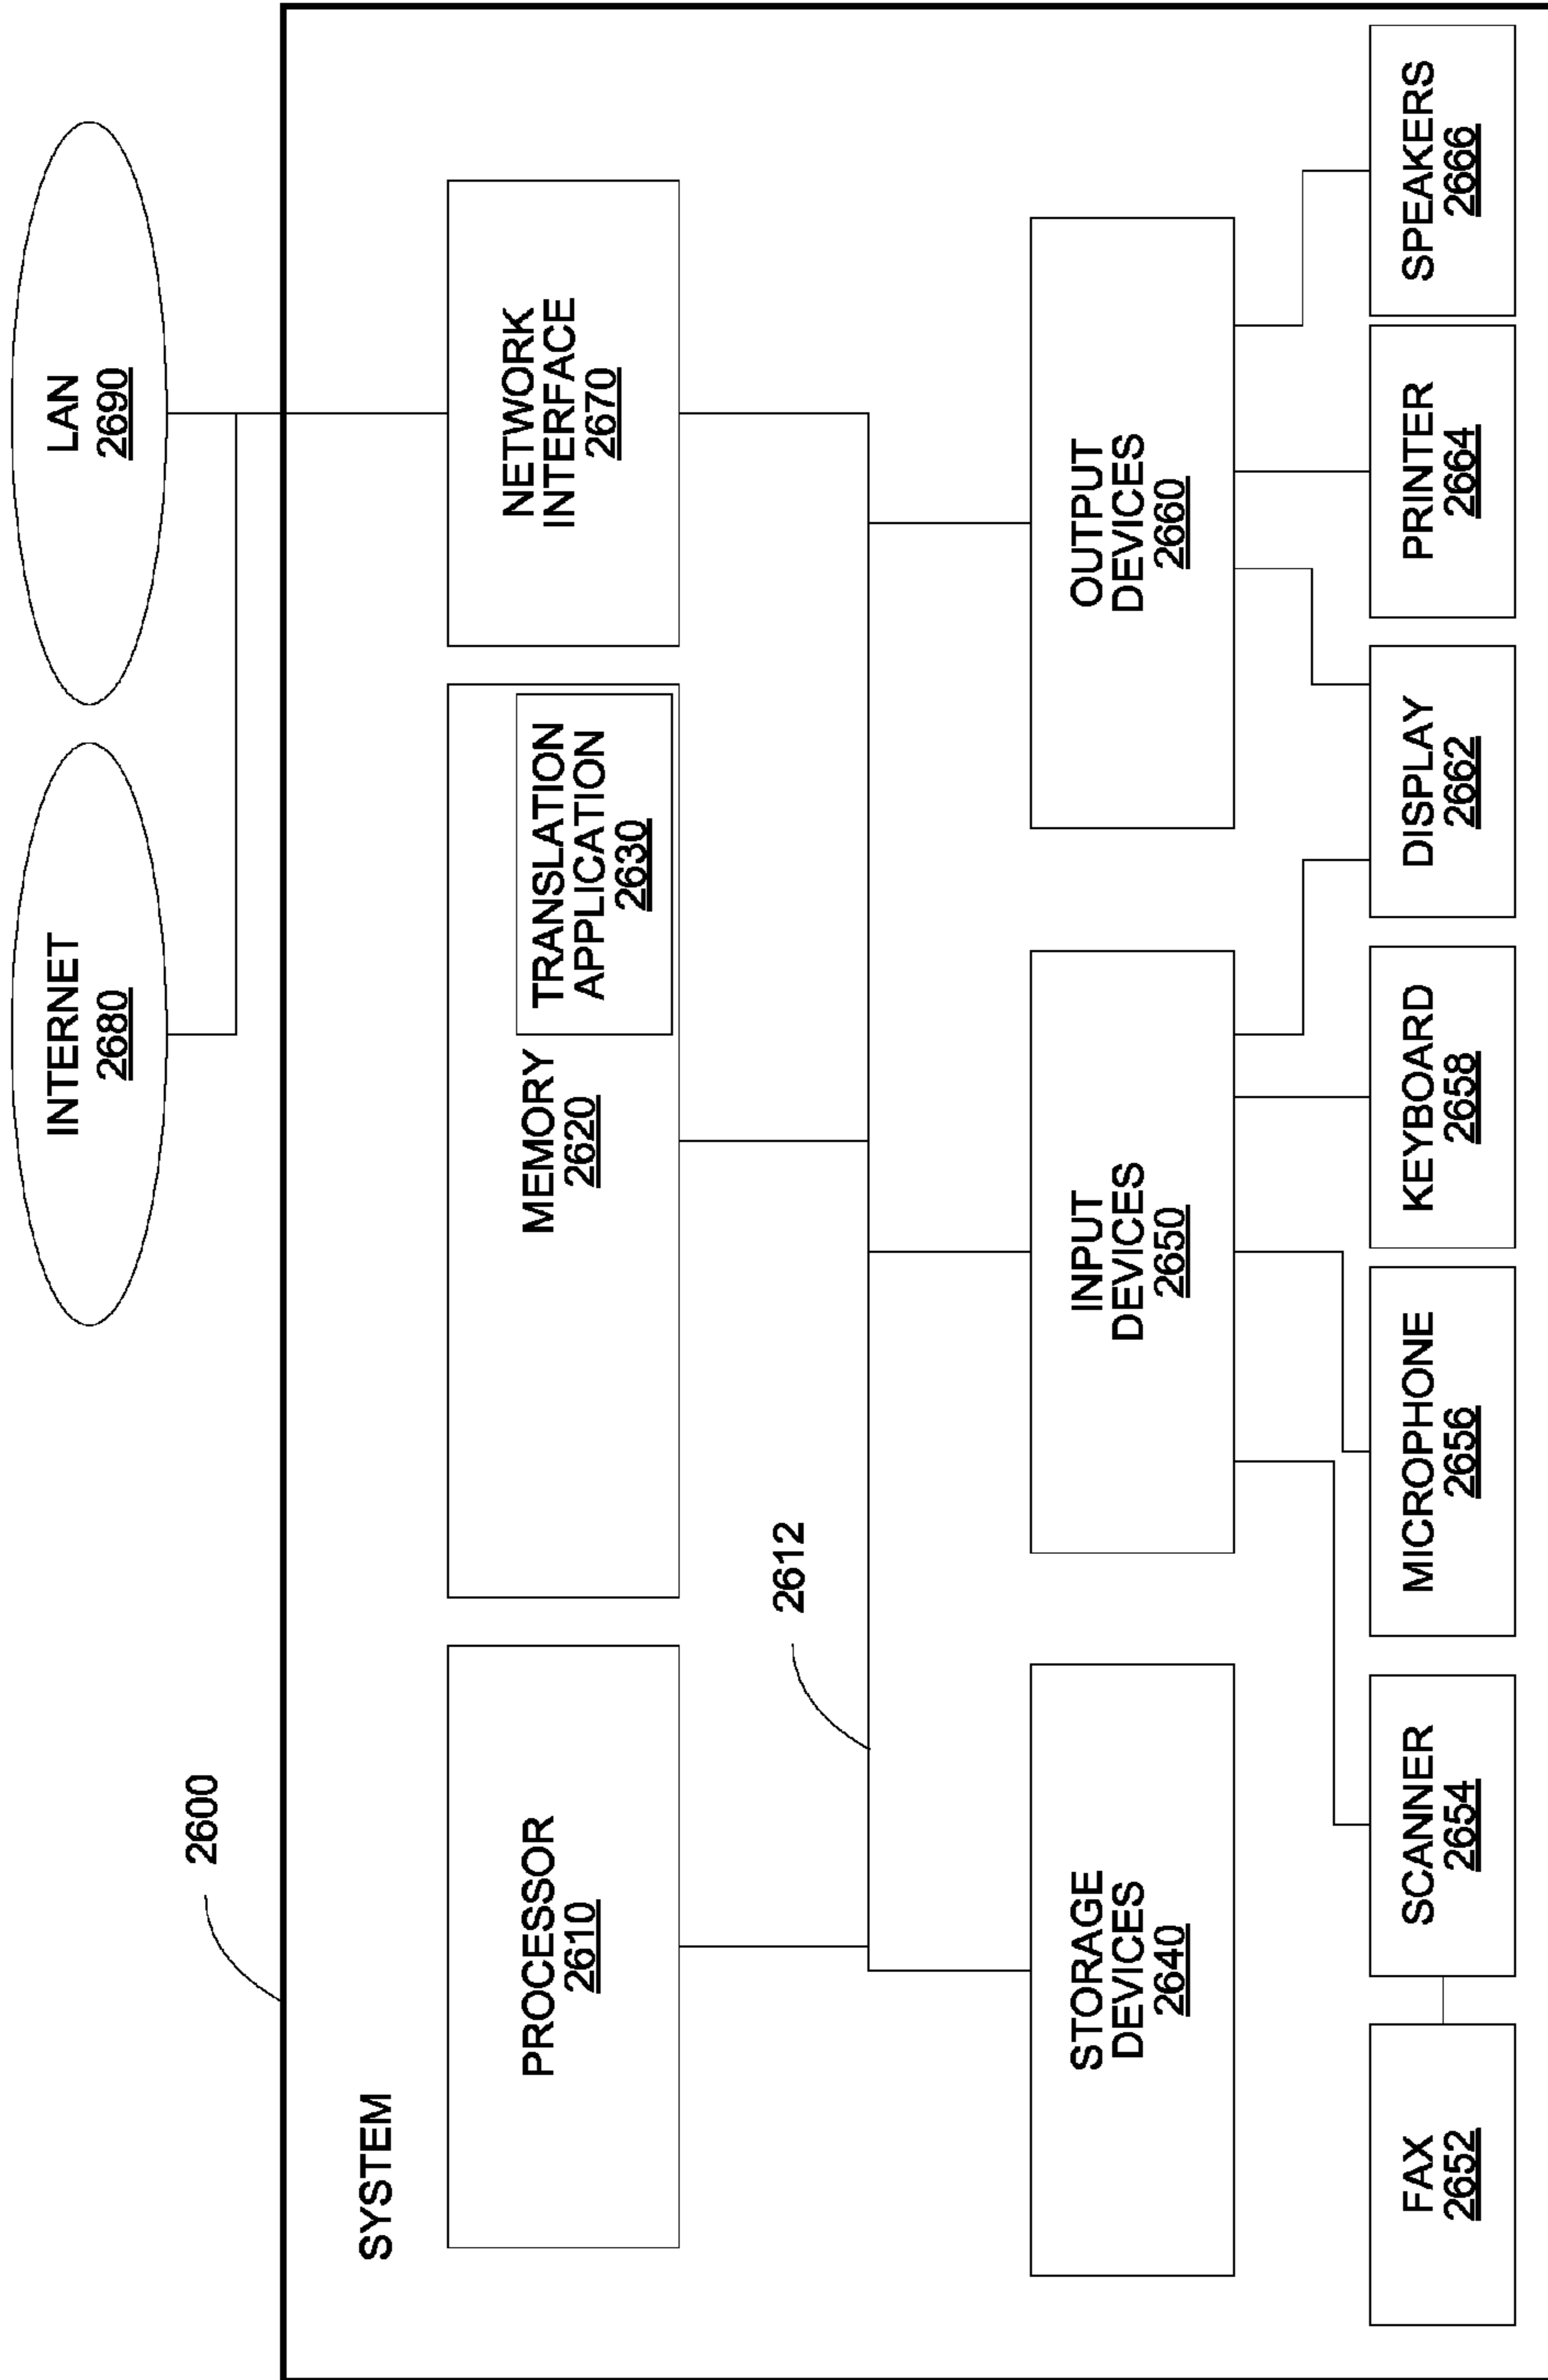 INTERNET
2680
LAN
2690
2600
SYSTEM
PROCESSOR
2610
MEMORY
2620
TRANSLATION
APPLICATION
2630
NETWORK
INTERFACE
2670
2612
STORAGE
DEVICES
2640
INPUT
DEVICES
2650
OUTPUT
DEVICES
2660
FAX
2652
SCANNER
2654
MICROPHONE
2656
KEYBOARD
2658
DISPLAY
2662
PRINTER
2664
SPEAKERS
2666